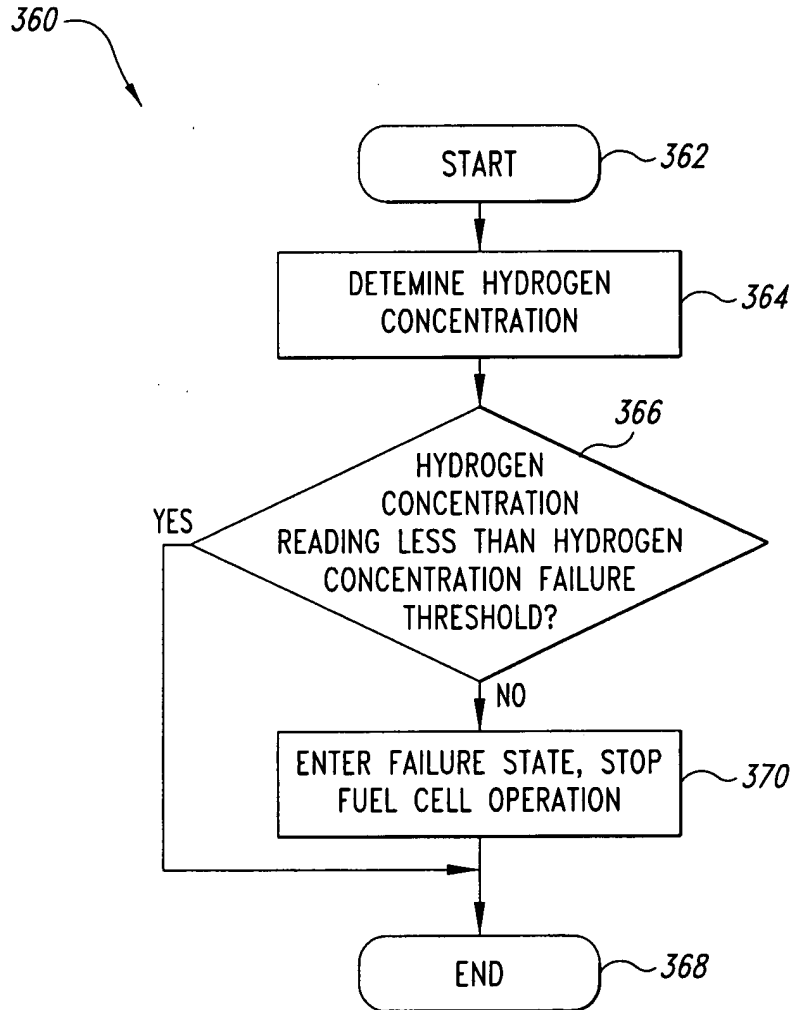 360
START
362
DETEMINE HYDROGEN
CONCENTRATION
364
366
HYDROGEN
CONCENTRATION
READING LESS THAN HYDROGEN
CONCENTRATION FAILURE
THRESHOLD?
YES
NO
ENTER FAILURE STATE, STOP
FUEL CELL OPERATION
370
END
368